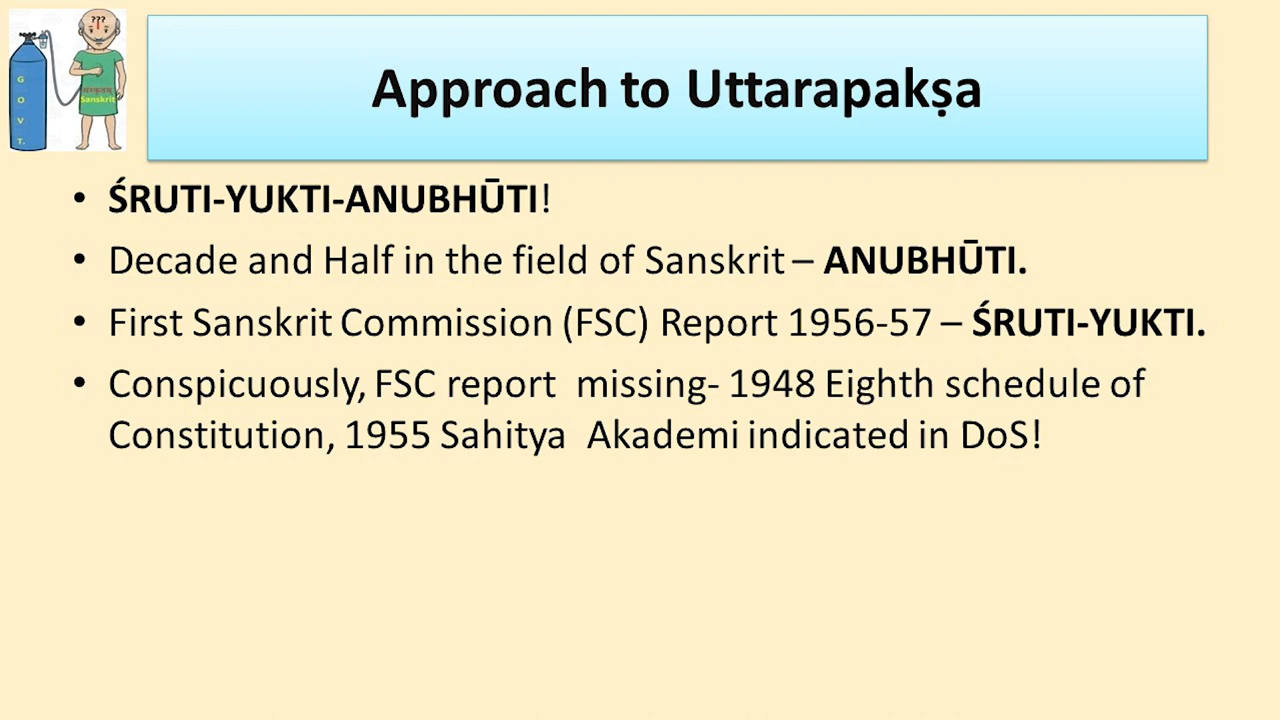 ???
G
O
V
T.
Sanskrit
Approach to Uttarapakṣa
• ŚRUTI-YUKTI-ANUBHŪTI!
• Decade and Half in the field of Sanskrit – ANUBHŪTI.
• First Sanskrit Commission (FSC) Report 1956-57 – ŚRUTI-YUKTI.
• Conspicuously, FSC report missing- 1948 Eighth schedule of
Constitution, 1955 Sahitya Akademi indicated in DoS!